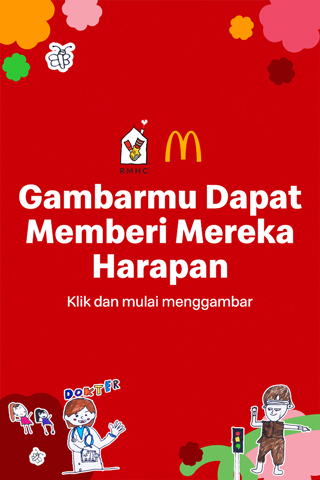 RMHC
Gambarmu Dapat
Memberi Mereka
Harapan
Klik dan mulai menggambar
DOKTER